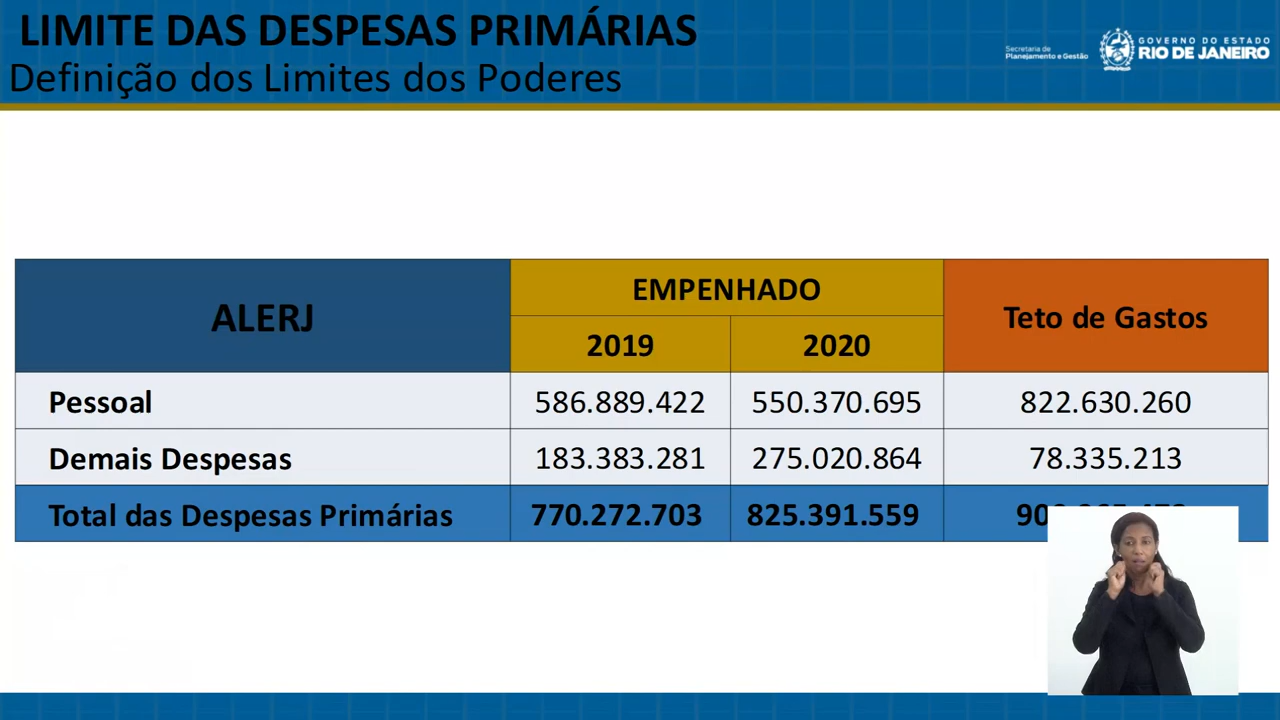 LIMITE DAS DESPESAS PRIMÁRIAS
Definição dos Limites dos Poderes
Secretaria de
Planejamento e Gestão
GOVERNO DO ESTADO
RIO DE JANEIRO
ALERJ
EMPENHADO
Teto de Gastos
2019 2020
Pessoal 586.889.422 550.370.695 822.630.260
Demais Despesas 183.383.281 275.020.864 78.335.213
Total das Despesas Primárias 770.272.703 825.391.559